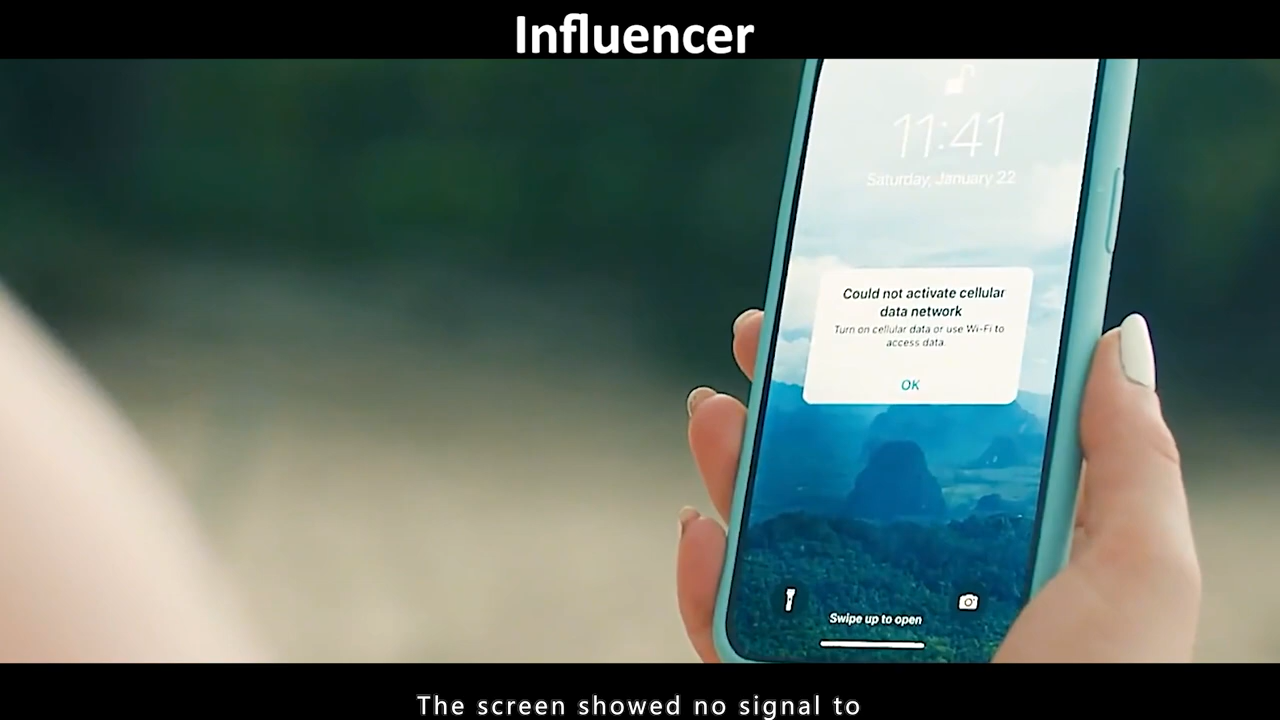 Influencer
11:41
Saturday, January 22
Could not activate cellular
data network
Turn on cellular data or use Wi-Fi to
access data.
OK
Swipe up to open
The screen showed no signal to